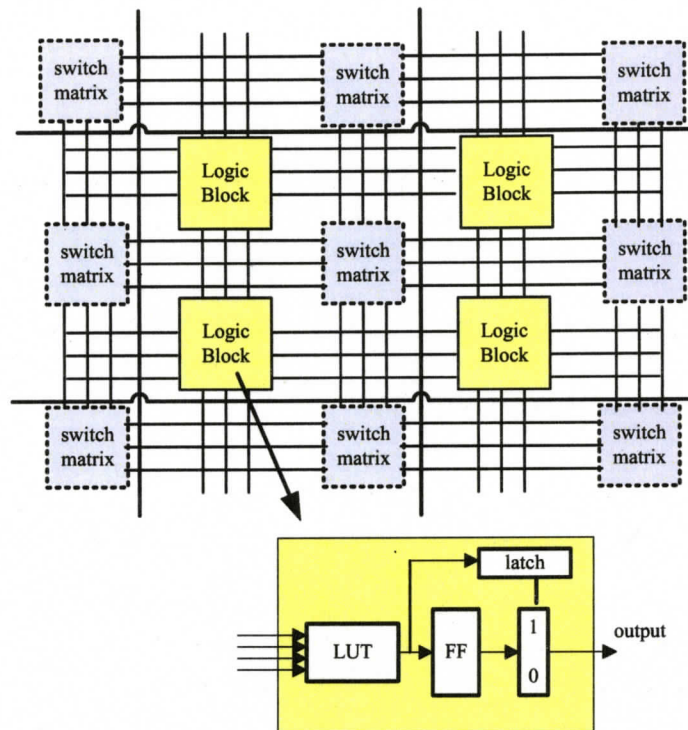 switch
matrix
switch
matrix
switch
matrix
Logic
Block
Logic
Block
switch
matrix
switch
matrix
switch
matrix
Logic
Block
Logic
Block
switch
matrix
switch
matrix
switch
matrix
latch
LUT
FF
1
0
output